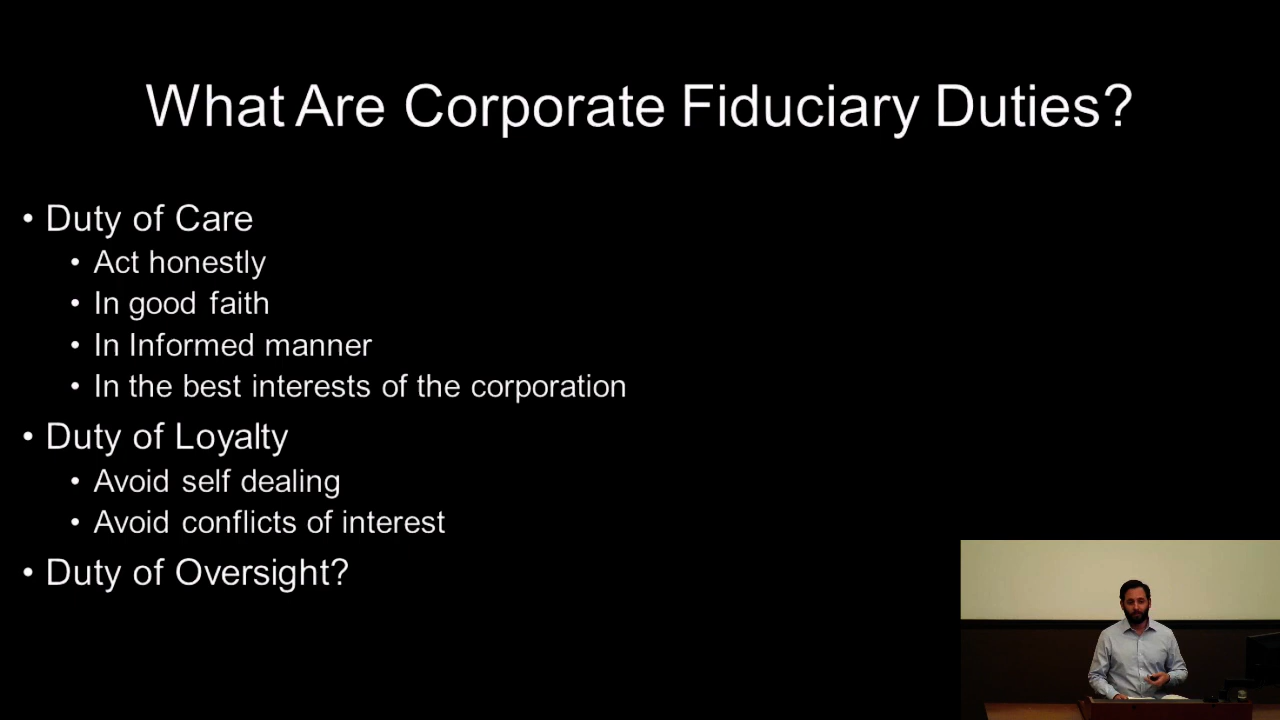 What Are Corporate Fiduciary Duties?
• Duty of Care
• Act honestly
• In good faith
• In Informed manner
• In the best interests of the corporation
• Duty of Loyalty
• Avoid self dealing
• Avoid conflicts of interest
• Duty of Oversight?